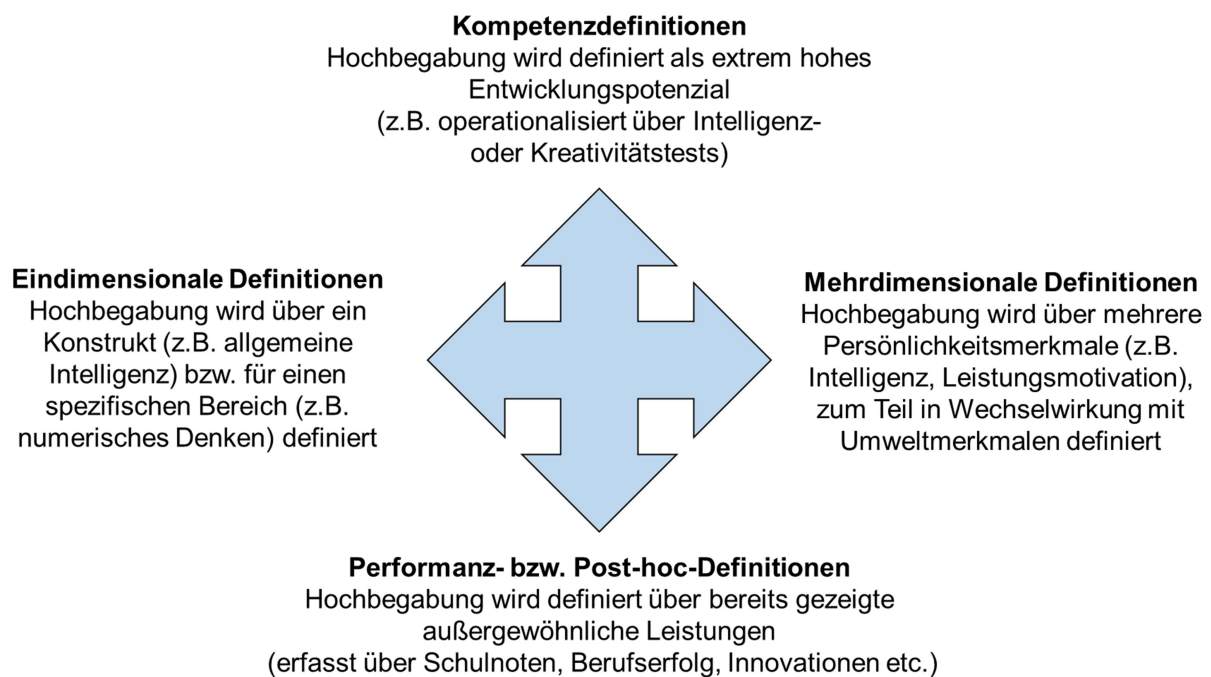 Kompetenzdefinitionen
Hochbegabung wird definiert als extrem hohes
Entwicklungspotenzial
(z.B. operationalisiert über Intelligenz-
oder Kreativitätstests)
Eindimensionale Definitionen
Hochbegabung wird über ein
Konstrukt (z.B. allgemeine
Intelligenz) bzw. für einen
spezifischen Bereich (z.B.
numerisches Denken) definiert
Mehrdimensionale Definitionen
Hochbegabung wird über mehrere
Persönlichkeitsmerkmale (z.B.
Intelligenz, Leistungsmotivation),
zum Teil in Wechselwirkung mit
Umweltmerkmalen definiert
Performanz- bzw. Post-hoc-Definitionen
Hochbegabung wird definiert über bereits gezeigte
außergewöhnliche Leistungen
(erfasst über Schulnoten, Berufserfolg, Innovationen etc.)